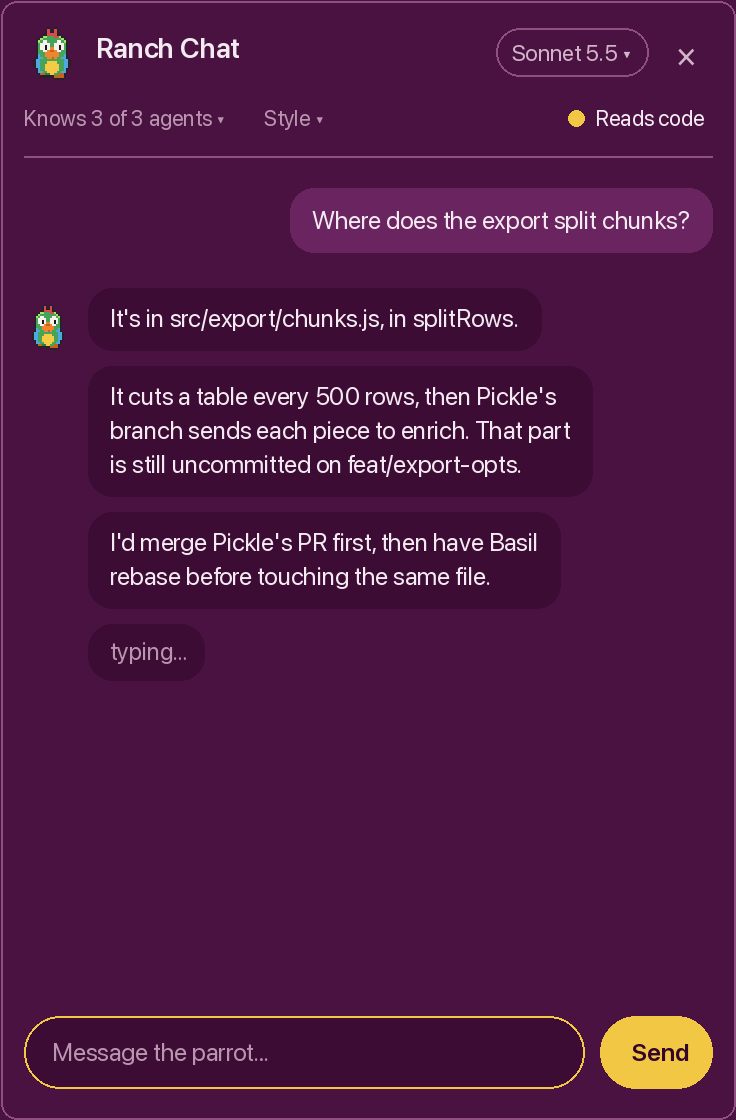 Ranch Chat
Sonnet 5.5 ▾
×
Knows 3 of 3 agents ▾
Style ▾
Reads code
Where does the export split chunks?
It's in src/export/chunks.js, in splitRows.
It cuts a table every 500 rows, then Pickle's
branch sends each piece to enrich. That part
is still uncommitted on feat/export-opts.
I'd merge Pickle's PR first, then have Basil
rebase before touching the same file.
typing...
Message the parrot...
Send